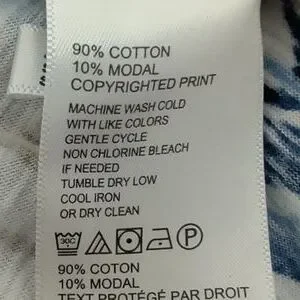 90% COTTON
10% MODAL
COPYRIGHTED PRINT
MACHINE WASH COLD
WITH LIKE COLORS
GENTLE CYCLE
NON CHLORINE BLEACH
IF NEEDED
TUMBLE DRY LOW
COOL IRON
OR DRY CLEAN
30C P
90% COTON
10% MODAL
TEXT PROTÉGÉ PAR DROIT